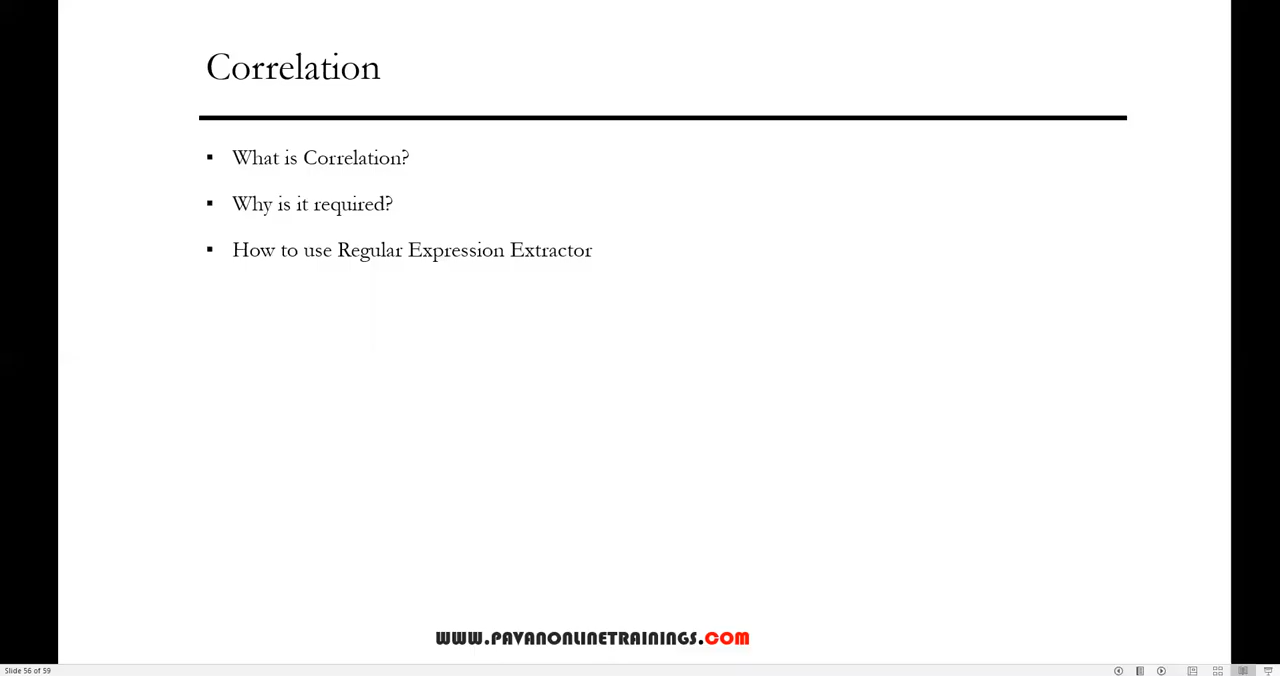 Correlation
▪ What is Correlation?
▪ Why is it required?
▪ How to use Regular Expression Extractor
WWW.PAVANONLINETRAININGS.COM
Slide 56 of 59